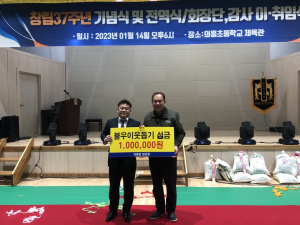 창립37주년 기념식 및 전역식/회장단,감사 이·취임식
• 일시 : 2023년 01월 14일 오후6시 • 장소 : 의흥초등학교 체육관
불우이웃돕기 성금
1,000,000원